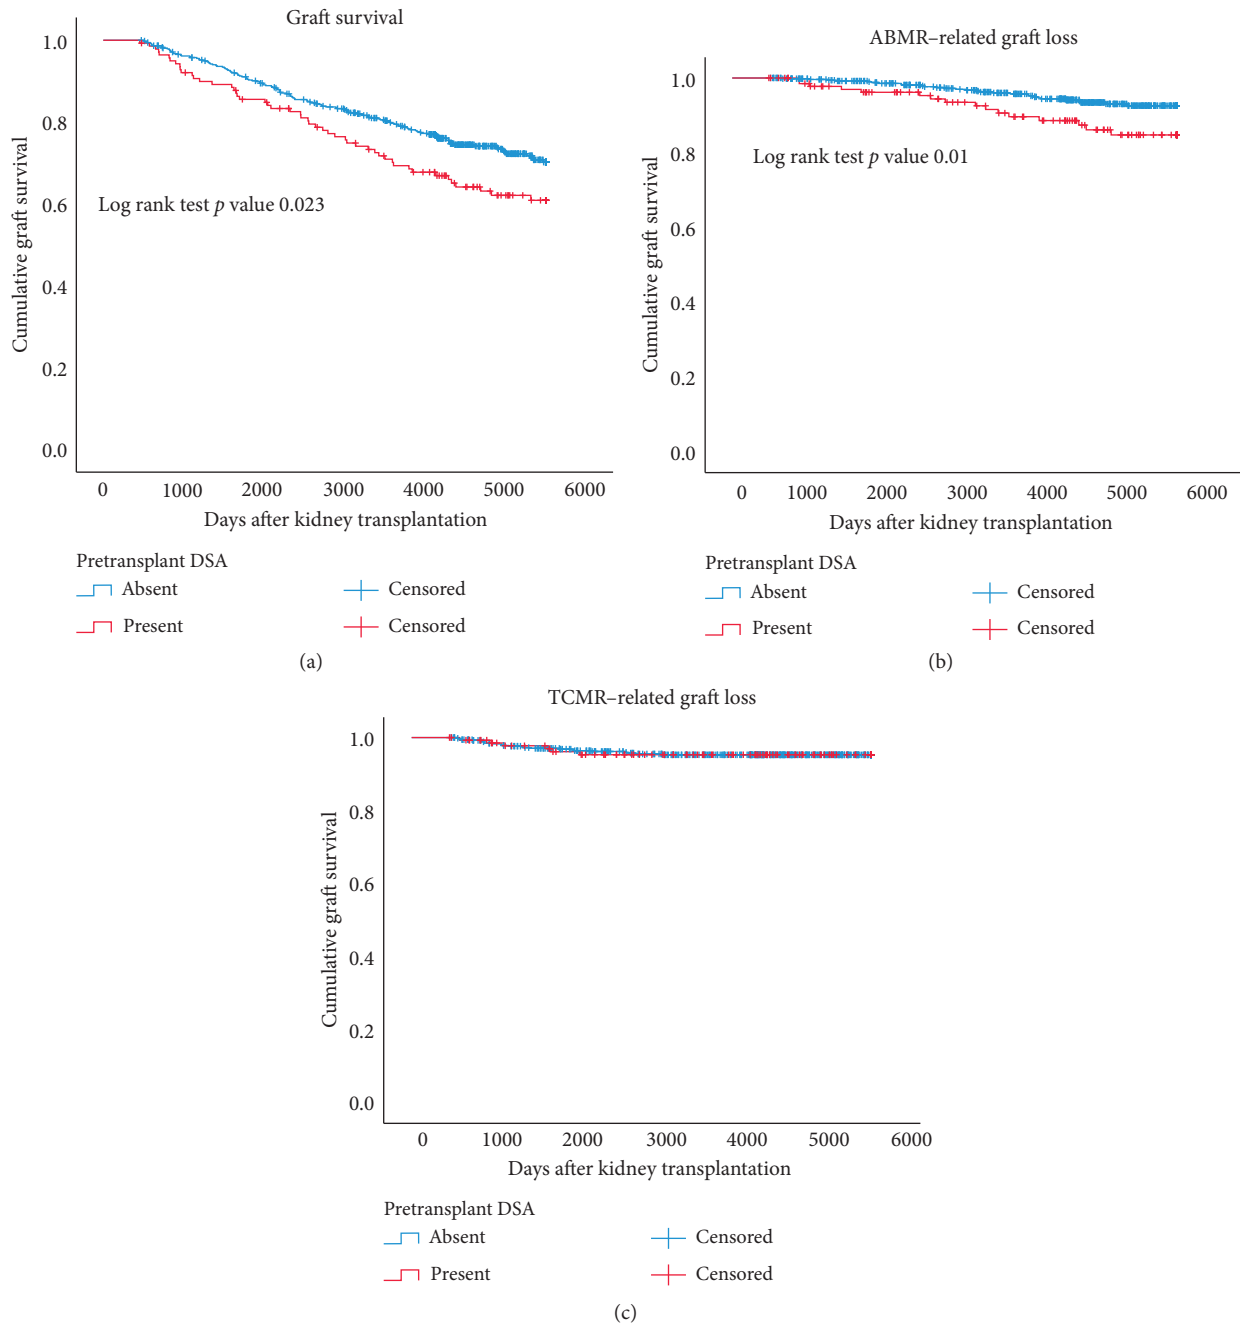 Graft survival
1.0
0.8
0.6
0.4
0.2
0.0
Cumulative graft survival
Log rank test p value 0.023
0 1000 2000 3000 4000 5000 6000
Days after kidney transplantation
Pretransplant DSA
Absent Censored
Present Censored
(a)
ABMR–related graft loss
1.0
0.8
0.6
0.4
0.2
0.0
Cumulative graft survival
Log rank test p value 0.01
0 1000 2000 3000 4000 5000 6000
Days after kidney transplantation
Pretransplant DSA
Absent Censored
Present Censored
(b)
TCMR–related graft loss
1.0
0.8
0.6
0.4
0.2
0.0
Cumulative graft survival
0 1000 2000 3000 4000 5000 6000
Days after kidney transplantation
Pretransplant DSA
Absent Censored
Present Censored
(c)